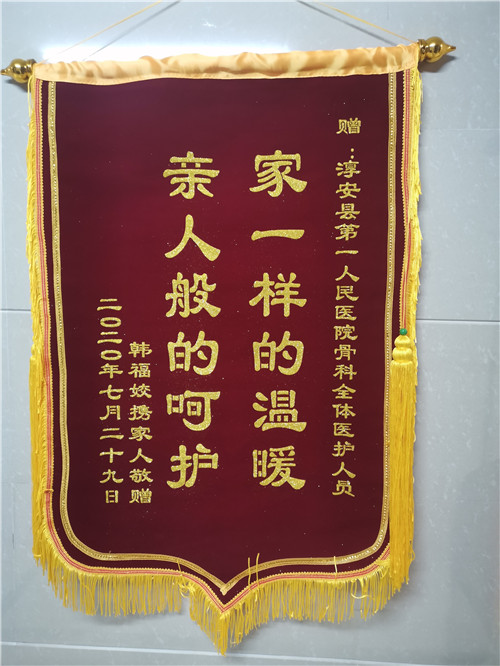 赠：淳安县第一人民医院骨科全体医护人员
家一样的温暖
亲人般的呵护
韩福姣携家人敬赠
二〇二〇年七月二十九日